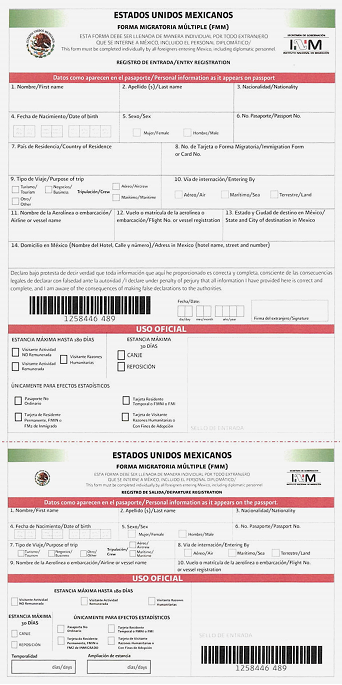 ESTADOS UNIDOS MEXICANOS
FORMA MIGRATORIA MÚLTIPLE (FMM)
ESTA FORMA DEBE SER LLENADA DE MANERA INDIVIDUAL POR TODO EXTRANJERO
QUE SE INTERNE A MÉXICO, INCLUIDO EL PERSONAL DIPLOMÁTICO/
This form must be completed individually by all foreigners entering Mexico, including diplomatic personnel
SECRETARÍA DE GOBERNACIÓN
INM
INSTITUTO NACIONAL DE MIGRACIÓN
REGISTRO DE ENTRADA/ENTRY REGISTRATION
Datos como aparecen en el pasaporte/Personal information as it appears on passport
1. Nombre/First name
2. Apellido (s)/Last name
3. Nacionalidad/Nationality
4. Fecha de Nacimiento/Date of birth
5. Sexo/Sex
6. No. Pasaporte/Passport No.
Mujer/Female
Hombre/Male
7. País de Residencia/Country of Residence
8. No. de Tarjeta o Forma Migratoria/Immigration Form
or Card No.
9. Tipo de Viaje/Purpose of trip
10. Vía de internación/Entering By
Turismo/
Tourism
Negocios/
Business
Tripulación/Crew
Aéreo/Aircrew
Otro/
Other
Marítimo/Maritime
Aérea/Air
Marítima/Sea
Terrestre/Land
11. Nombre de la Aerolínea o embarcación/
Airline or vessel name
12. Vuelo o matrícula de la aerolínea o
embarcación/Flight No. or vessel registration
13. Estado y Ciudad de destino en México/
State and City of destination in Mexico
14. Domicilio en México (Nombre del Hotel, Calle y número)/Adress in Mexico (hotel name, street and number)
Declaro bajo protesta de decir verdad que toda información que aquí he proporcionado es correcta y completa, consciente de las consecuencias
legales de declarar con falsedad ante la autoridad /I declare under penalty of perjury that all information I have provided here is correct and
complete, and I am aware of the consequences of making false declarations to the authorities.
Fecha/Date:
1258446 489
día/day
mes/month
año/year
Firma del extranjero/Signature
USO OFICIAL
ESTANCIA MÁXIMA HASTA 180 DÍAS
ESTANCIA MÁXIMA
30 DÍAS
Visitante Actividad
NO Remunerada
Visitante Razones
Humanitarias
CANJE
Visitante Actividad
Remunerada
REPOSICIÓN
ÚNICAMENTE PARA EFECTOS ESTADÍSTICOS
Pasaporte No
Ordinario
Tarjeta Residente
Temporal o FMM o FM1
Tarjeta de Residente
Permanente, FMM o
FM2 de Inmigrado
Tarjeta de Visitante
Razones Humanitarias o
Con Fines de Adopción
SELLO DE ENTRADA
ESTADOS UNIDOS MEXICANOS
FORMA MIGRATORIA MÚLTIPLE (FMM)
ESTA FORMA DEBE SER LLENADA DE MANERA INDIVIDUAL POR TODO EXTRANJERO
QUE SE INTERNE A MÉXICO, INCLUIDO EL PERSONAL DIPLOMÁTICO/
This form must be completed individually by all foreigners entering Mexico, including diplomatic personnel
INM
REGISTRO DE SALIDA/DEPARTURE REGISTRATION
Datos como aparecen en el pasaporte/Personal information as it appears on the passport.
1. Nombre/First name
2. Apellido (s)/Last name
3. Nacionalidad/Nationality
4. Fecha de Nacimiento/Date of birth
5. Sexo/Sex
6. No. Pasaporte/Passport No.
Mujer/Female
Hombre/Male
7. Tipo de Viaje/Purpose of trip
8. Vía de internación/Entering By
Turismo/
Tourism
Negocios/
Business
Otro/
Other
Tripulación/
Crew
Aéreo/
Aircrew
Marítimo/
Maritime
Aérea/Air
Marítima/Sea
Terrestre/Land
9. Nombre de la Aerolínea o embarcación/Airline or vessel name
10. Vuelo o matrícula de la aerolínea o embarcación/Flight No.
or vessel registration
USO OFICIAL
ESTANCIA MÁXIMA HASTA 180 DÍAS
Visitante Actividad NO
Remunerada
Visitante Actividad
Remunerada
Visitante Razones
Humanitarias
ESTANCIA MÁXIMA
30 DÍAS
ÚNICAMENTE PARA EFECTOS ESTADÍSTICOS
CANJE
Pasaporte No.
Ordinario
Tarjeta Residente
Temporal o FMM o FM1
REPOSICIÓN
Tarjeta de Residente
Permanente, FMM o
FM2 de INMIGRADO
Tarjeta de Visitante
Razones Humanitarias o
Con Fines de Adopción
SELLO DE ENTRADA
Temporalidad
Ampliación de estancia
días/days
días/days
1258446 489